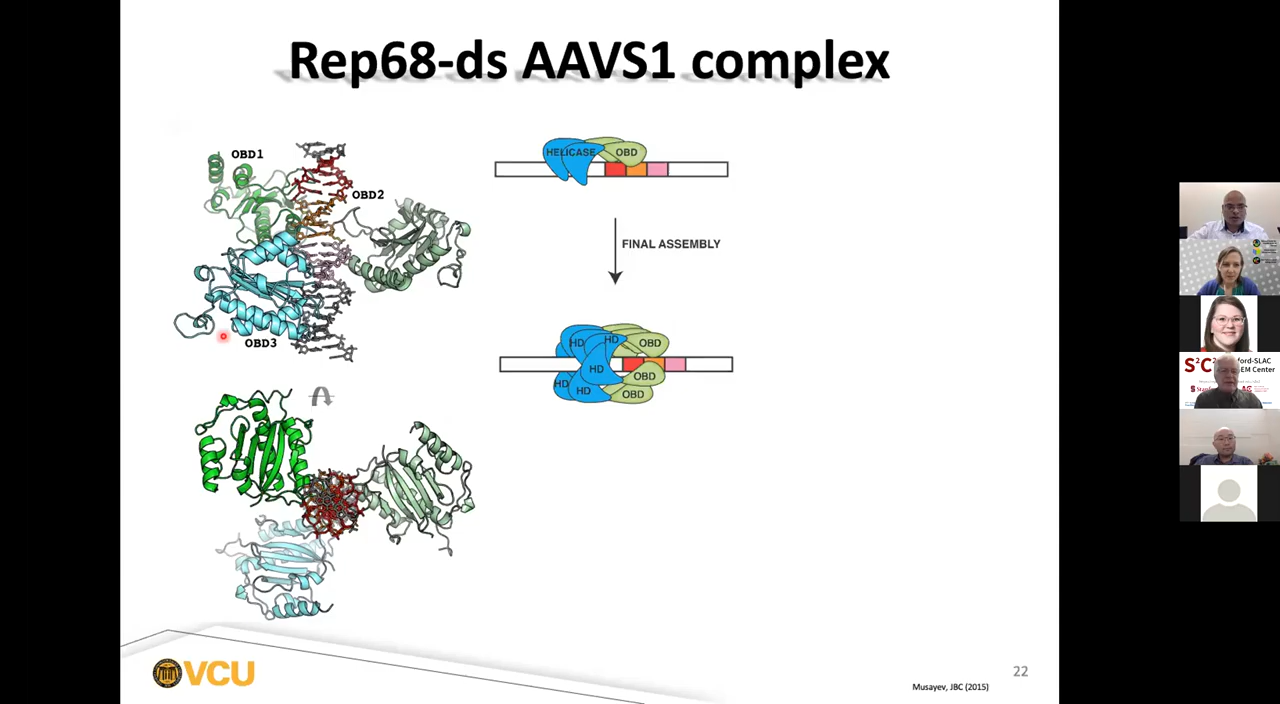 Rep68-ds AAVS1 complex
OBD1
OBD2
OBD3
HELICASE
OBD
FINAL ASSEMBLY
HD
HD
OBD
HD
OBD
HD
HD
OBD
VCU
22
Musayev, JBC (2015)